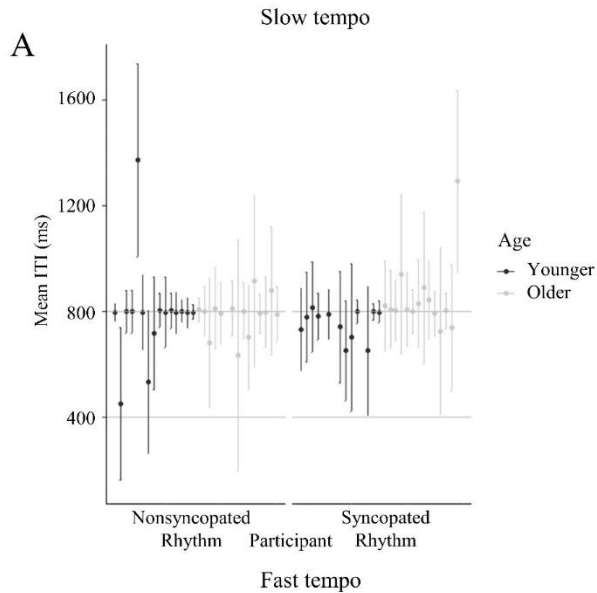 Slow tempo
A
1600
1200
800
400
Mean ITI (ms)
Age
Younger
Older
Nonsyncopated Syncopated
Rhythm Participant Rhythm
Fast tempo